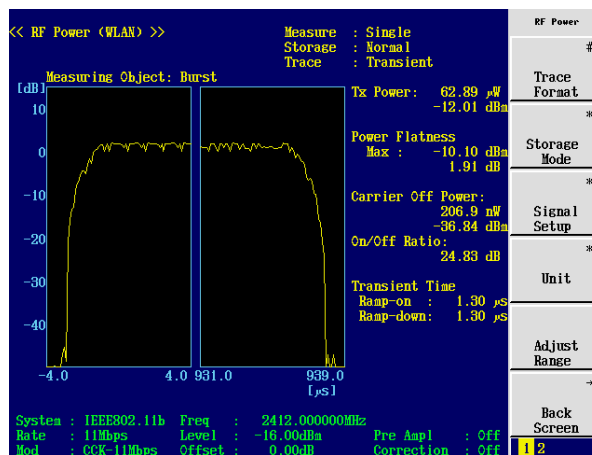 << RF Power (WLAN) >>
Measure : Single
Storage : Normal
Trace : Transient
Measuring Object: Burst
[dB]
10
0
-10
-20
-30
-40
-4.0 4.0 931.0 939.0
[µs]
Tx Power: 62.89 µW
-12.01 dBm
Power Flatness
Max : -10.10 dBm
1.91 dB
Carrier Off Power:
206.9 nW
-36.84 dBm
On/Off Ratio:
24.83 dB
Transient Time
Ramp-on : 1.30 µs
Ramp-down: 1.30 µs
System : IEEE802.11b Freq : 2412.000000MHz
Rate : 11Mbps Level : -16.00dBm Pre Ampl : Off
Mod : CCK-11Mbps Offset : 0.00dB Correction : Off
RF Power
#
Trace
Format
*
Storage
Mode
*
Signal
Setup
*
Unit
Adjust
Range
→
Back
Screen
1 2